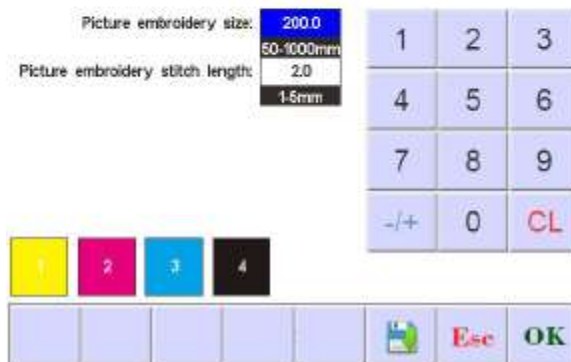 Picture embroidery size: 200.0
50-1000mm
Picture embroidery stitch length: 2.0
1-5mm
1 2 3
4 5 6
7 8 9
-/+ 0 CL
1 2 3 4
Esc OK